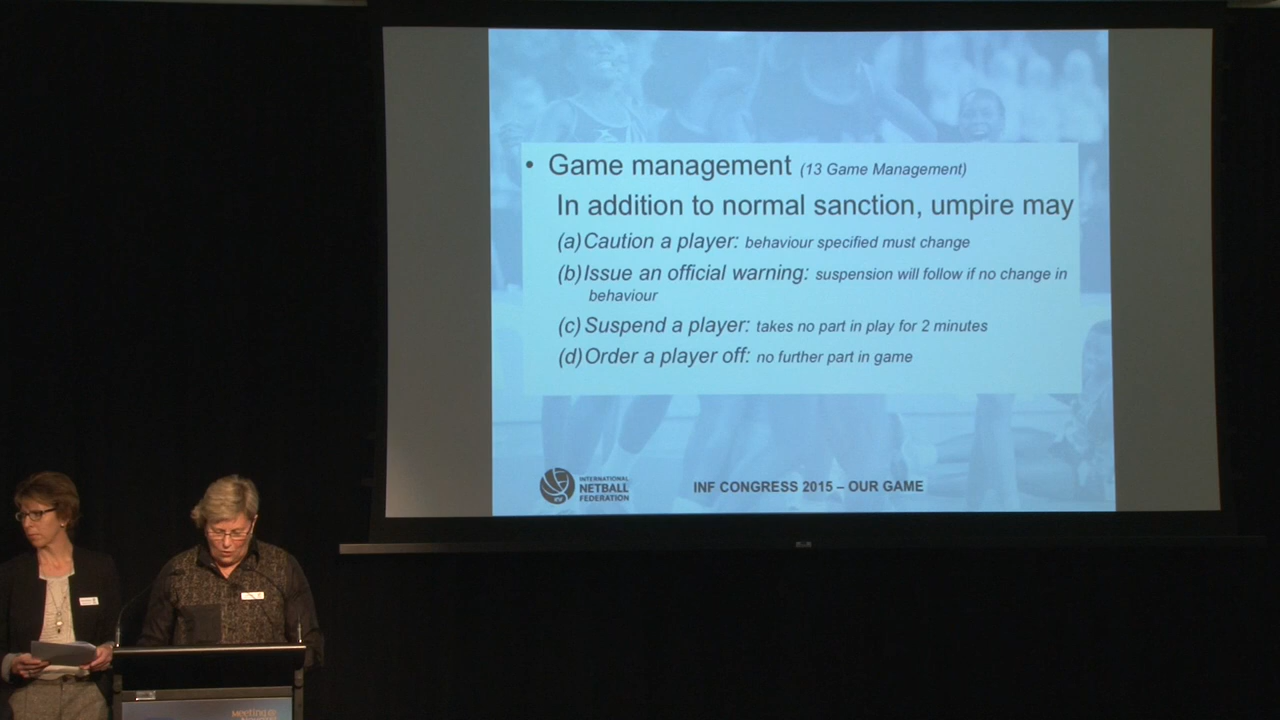 • Game management (13 Game Management)
In addition to normal sanction, umpire may
(a) Caution a player: behaviour specified must change
(b) Issue an official warning: suspension will follow if no change in
behaviour
(c) Suspend a player: takes no part in play for 2 minutes
(d) Order a player off: no further part in game
INTERNATIONAL
NETBALL
FEDERATION
INF CONGRESS 2015 – OUR GAME